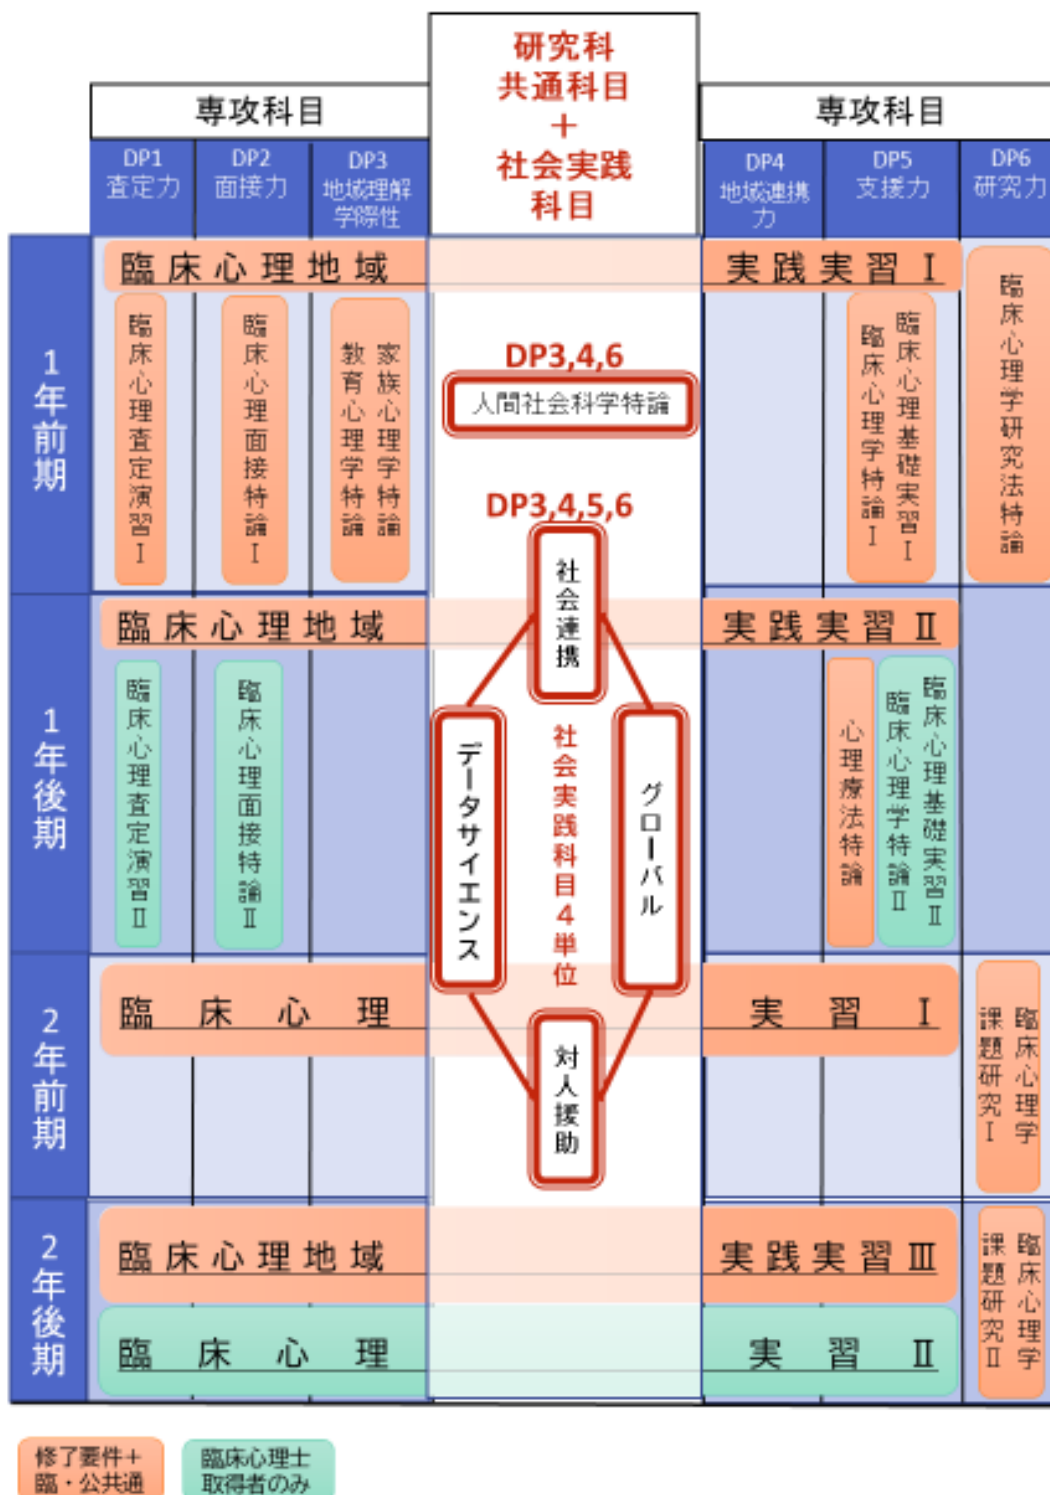 研究科
共通科目
+
社会実践
科目
専攻科目
専攻科目
DP1
査定力
DP2
面接力
DP3
地域理解
学際性
DP4
地域連携
力
DP5
支援力
DP6
研究力
1年前期
臨床心理地域
実践実習Ⅰ
臨床心理査定演習Ⅰ
臨床心理面接特論Ⅰ
家族心理学特論
教育心理学特論
DP3,4,6
人間社会科学特論
臨床心理基礎実習Ⅰ
臨床心理学特論Ⅰ
臨床心理学研究法特論
DP3,4,5,6
社会連携
1年後期
臨床心理地域
実践実習Ⅱ
臨床心理査定演習Ⅱ
臨床心理面接特論Ⅱ
データサイエンス
社会実践科目4単位
グローバル
心理療法特論
臨床心理基礎実習Ⅱ
臨床心理学特論Ⅱ
2年前期
臨床心理
実習Ⅰ
対人援助
臨床心理学
課題研究Ⅰ
2年後期
臨床心理地域
実践実習Ⅲ
臨床心理
実習Ⅱ
臨床心理学
課題研究Ⅱ
修了要件+
臨・公共通
臨床心理士
取得者のみ